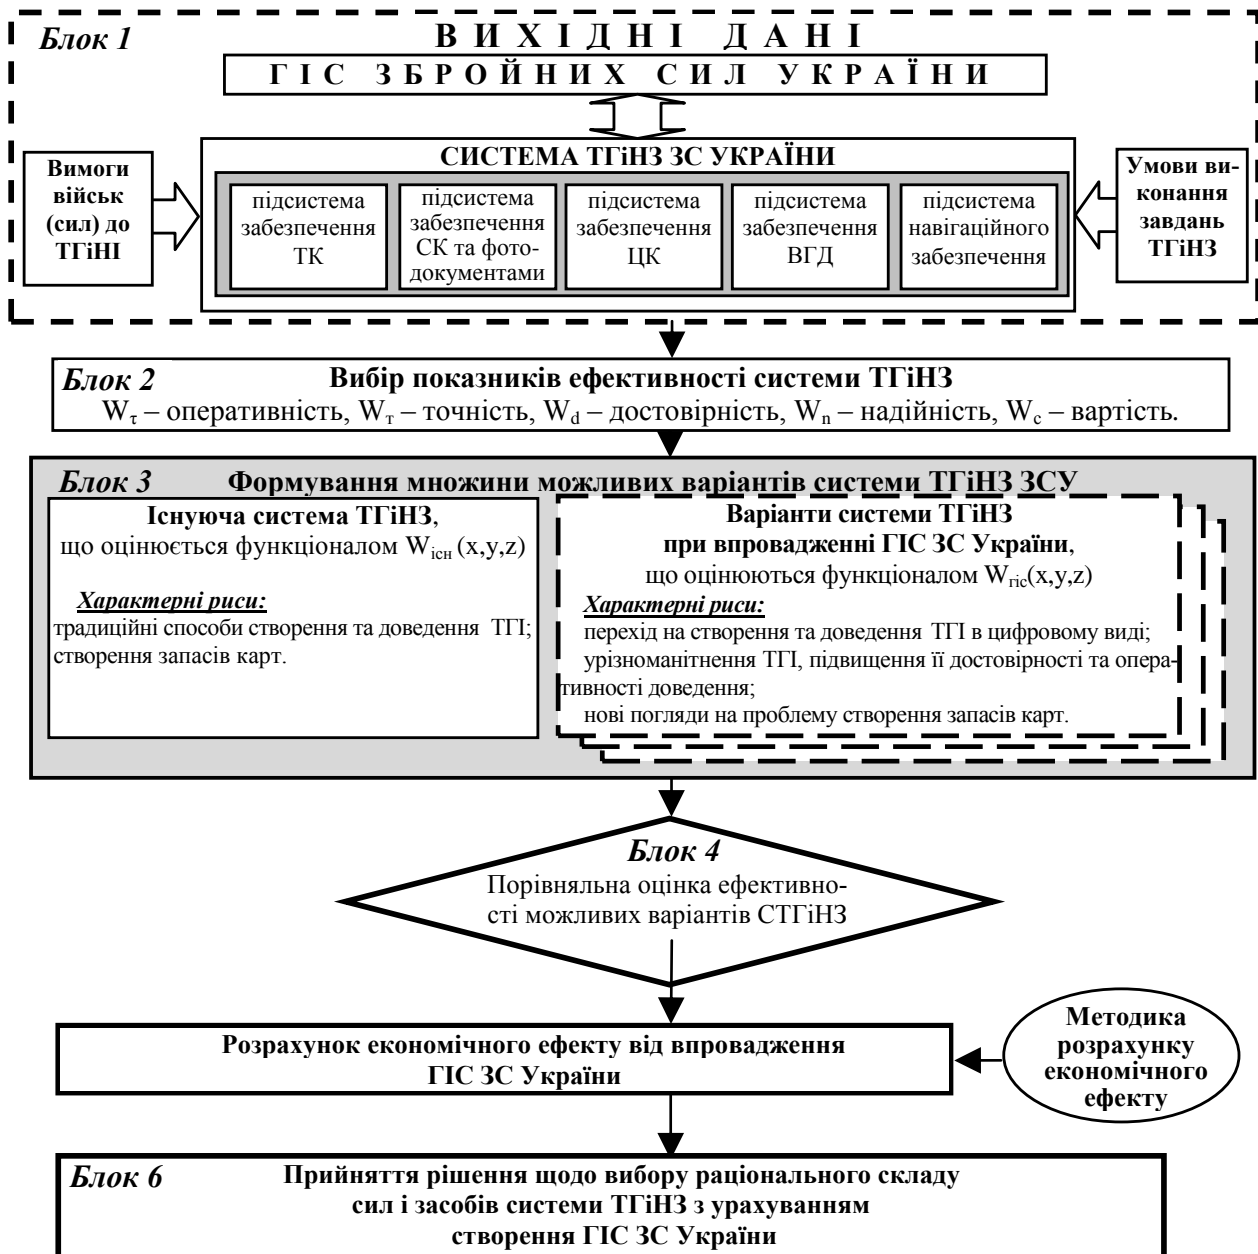 Блок 1
В И Х І Д Н І Д А Н І
Г І С З Б Р О Й Н И Х С И Л У К Р А Ї Н И
Вимоги
військ
(сил) до
ТГіНІ
СИСТЕМА ТГіНЗ ЗС УКРАЇНИ
підсистема
забезпечення
ТК
підсистема
забезпечення
СК та фото-
документами
підсистема
забезпечення
ЦК
підсистема
забезпечення
ВГД
підсистема
навігаційного
забезпечення
Умови ви-
конання
завдань
ТГіНЗ
Блок 2 Вибір показників ефективності системи ТГіНЗ
Wτ – оперативність, Wт – точність, Wd – достовірність, Wn – надійність, Wc – вартість.
Блок 3 Формування множини можливих варіантів системи ТГіНЗ ЗСУ
Існуюча система ТГіНЗ,
що оцінюється функціоналом Wісн (x,y,z)
Характерні риси:
традиційні способи створення та доведення ТГІ;
створення запасів карт.
Варіанти системи ТГіНЗ
при впровадженні ГІС ЗС України,
що оцінюються функціоналом Wгіс(x,y,z)
Характерні риси:
перехід на створення та доведення ТГІ в цифровому виді;
урізноманітнення ТГІ, підвищення її достовірності та опера-
тивності доведення;
нові погляди на проблему створення запасів карт.
Блок 4
Порівняльна оцінка ефективно-
сті можливих варіантів СТГіНЗ
Розрахунок економічного ефекту від впровадження
ГІС ЗС України
Методика
розрахунку
економічного
ефекту
Блок 6 Прийняття рішення щодо вибору раціонального складу
сил і засобів системи ТГіНЗ з урахуванням
створення ГІС ЗС України